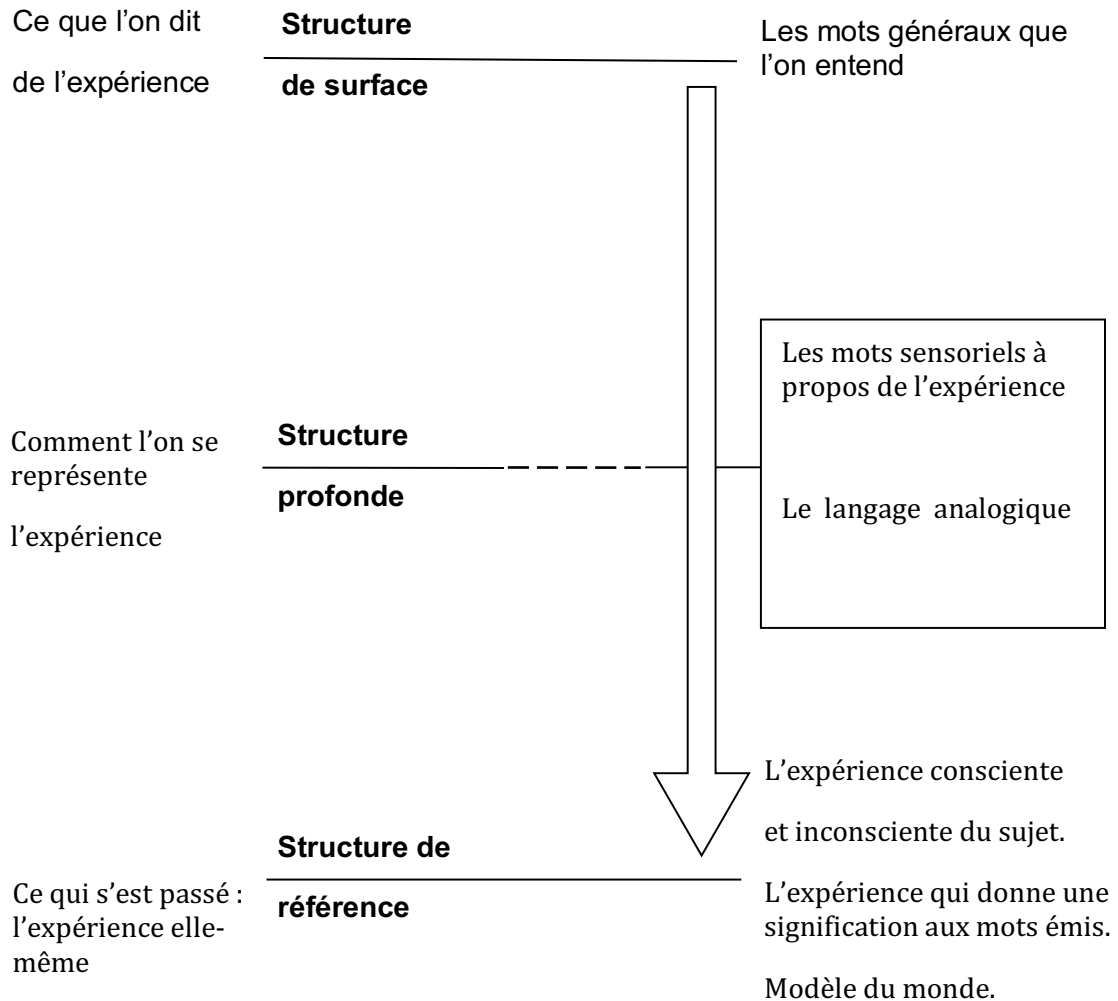 Ce que l'on dit
de l'expérience
Structure
de surface
Les mots généraux que
l'on entend
Comment l'on se
représente
l'expérience
Structure
profonde
Les mots sensoriels à
propos de l'expérience
Le langage analogique
Ce qui s'est passé :
l'expérience elle-
même
Structure de
référence
L'expérience consciente
et inconsciente du sujet.
L'expérience qui donne une
signification aux mots émis.
Modèle du monde.